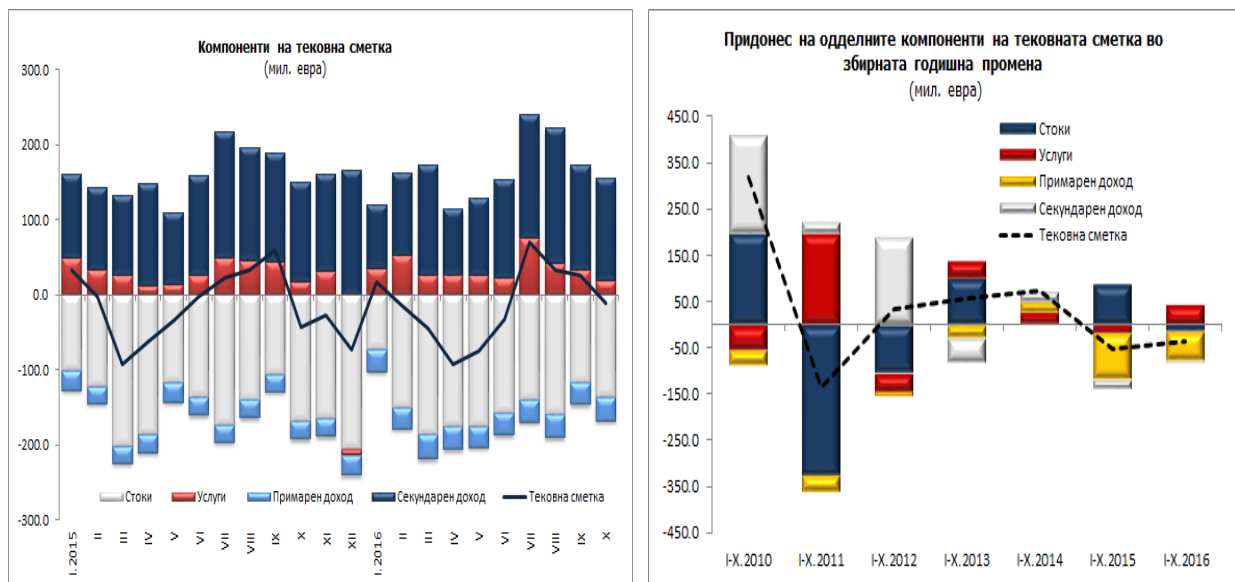 Компоненти на тековна сметка
(мил. евра)
300.0
200.0
100.0
0.0
-100.0
-200.0
-300.0
Стоки
Услуги
Примарен доход
Секундарен доход
Тековна сметка
I. 2015
II
III
IV
V
VI
VII
VIII
IX
X
XI
XII
I. 2016
II
III
IV
V
VI
VII
VIII
IX
X
Придонес на одделните компоненти на тековната сметка во
збирната годишна промена
(мил. евра)
450.0
350.0
250.0
150.0
50.0
-50.0
-150.0
-250.0
-350.0
-450.0
Стоки
Услуги
Примарен доход
Секундарен доход
Тековна сметка
I-X. 2010
I-X. 2011
I-X. 2012
I-X. 2013
I-X. 2014
I-X. 2015
I-X. 2016